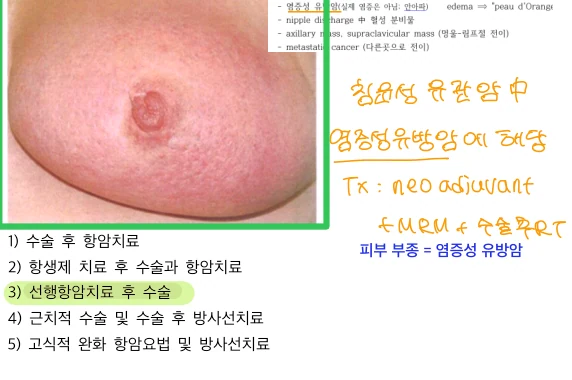 - 염증성 유방암(실제 염증은 아님; 안아파) edema ⟹ "peau d'Orange
- nipple discharge 中 혈성 분비물
- axillary mass, supraclavicular mass (멍울-림프절 전이)
- metastatic cancer (다른곳으로 전이)
침윤성 유관암 中
염증성유방암에 해당
Tx : neo adjuvant
+ MRM + 수술후RT
피부 부종 = 염증성 유방암
1) 수술 후 항암치료
2) 항생제 치료 후 수술과 항암치료
3) 선행항암치료 후 수술
4) 근치적 수술 및 수술 후 방사선치료
5) 고식적 완화 항암요법 및 방사선치료